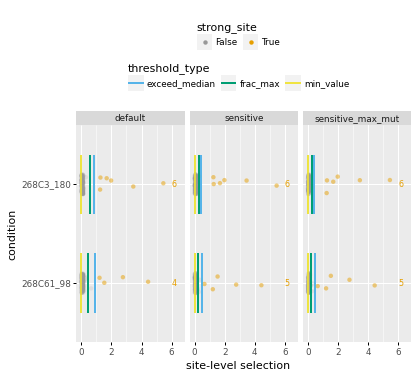 strong_site
False True
threshold_type
exceed_median frac_max min_value
default sensitive sensitive_max_mut
268C3_180 6 6 6
condition
268C61_98 4 5 5
0 2 4 6 0 2 4 6 0 2 4 6
site-level selection